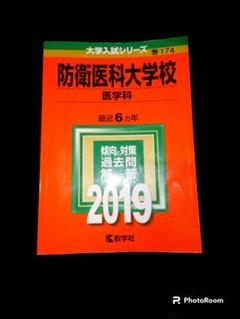 大学入試シリーズ
174
防衛医科大学校
医学科
最近6カ年
傾向と対策
過去問
解答
2019
教学社
PhotoRoom